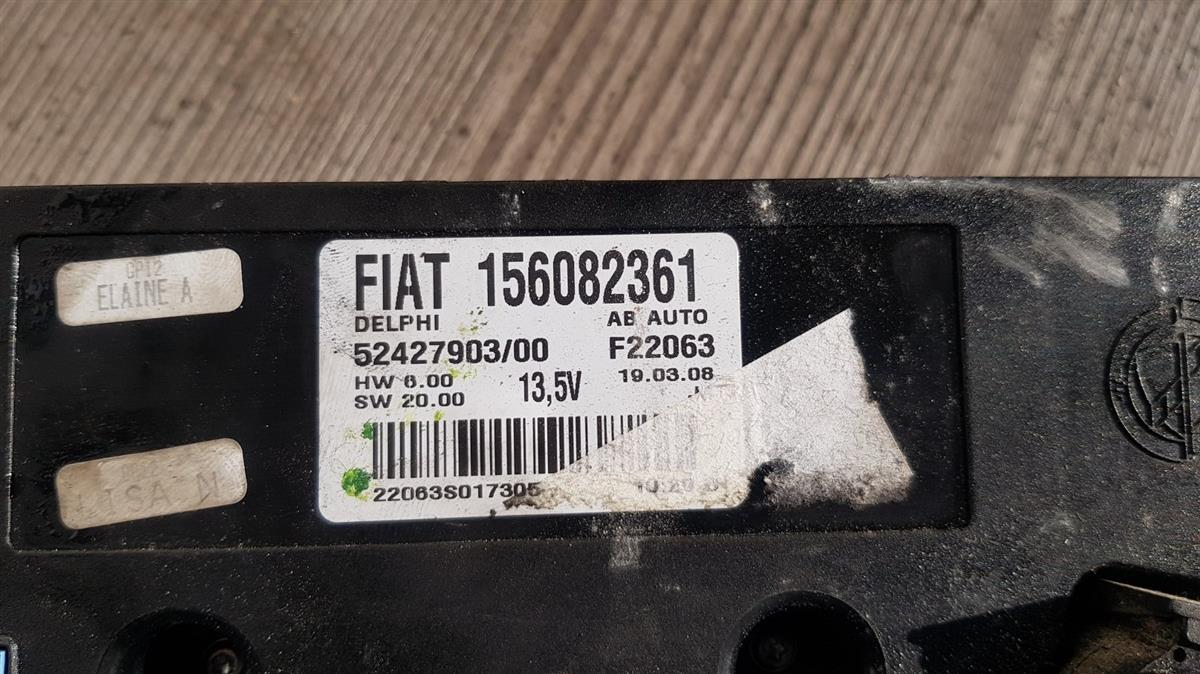 GPI2
ELAINE A
LISA N
FIAT 156082361
DELPHI AB AUTO
52427903/00 F22063
HW 6.00 13,5V 19.03.08
SW 20.00
22063S017305